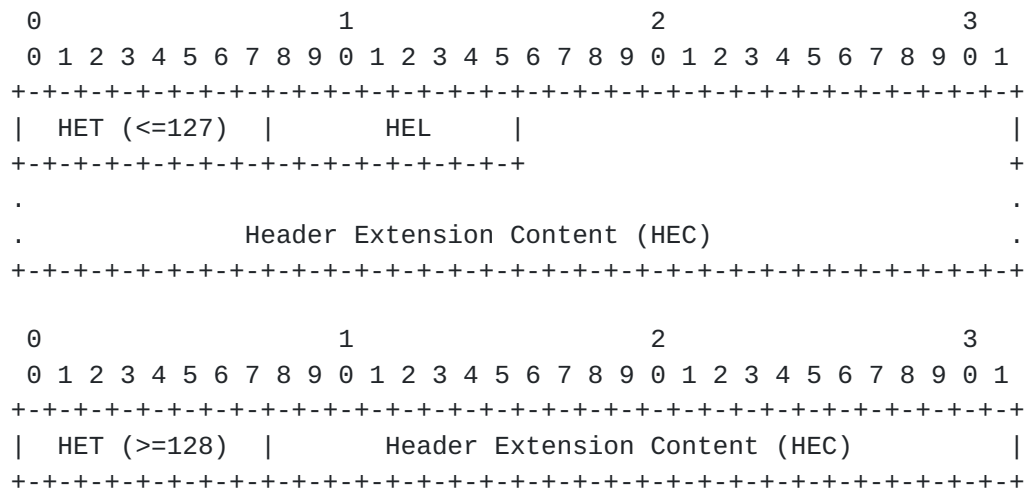 0                   1                   2                   3
 0 1 2 3 4 5 6 7 8 9 0 1 2 3 4 5 6 7 8 9 0 1 2 3 4 5 6 7 8 9 0 1
+-+-+-+-+-+-+-+-+-+-+-+-+-+-+-+-+-+-+-+-+-+-+-+-+-+-+-+-+-+-+-+-+
|  HET (<=127)  |       HEL     |                               |
+-+-+-+-+-+-+-+-+-+-+-+-+-+-+-+-+                               +
.                                                               .
.              Header Extension Content (HEC)                   .
+-+-+-+-+-+-+-+-+-+-+-+-+-+-+-+-+-+-+-+-+-+-+-+-+-+-+-+-+-+-+-+-+

 0                   1                   2                   3
 0 1 2 3 4 5 6 7 8 9 0 1 2 3 4 5 6 7 8 9 0 1 2 3 4 5 6 7 8 9 0 1
+-+-+-+-+-+-+-+-+-+-+-+-+-+-+-+-+-+-+-+-+-+-+-+-+-+-+-+-+-+-+-+-+
|  HET (>=128)  |       Header Extension Content (HEC)          |
+-+-+-+-+-+-+-+-+-+-+-+-+-+-+-+-+-+-+-+-+-+-+-+-+-+-+-+-+-+-+-+-+